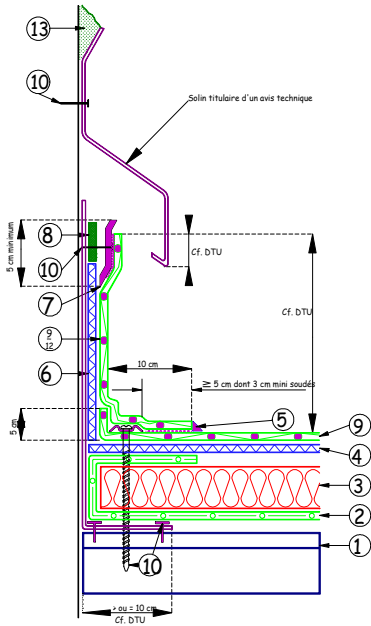 13
10
Solin titulaire d'un avis technique
5 cm minimum
8
Cf. DTU
10
7
Cf. DTU
9
12
10 cm
6
≥ 5 cm dont 3 cm mini soudés
5 cm
5
9
4
3
2
10
1
> ou = 10 cm
Cf. DTU